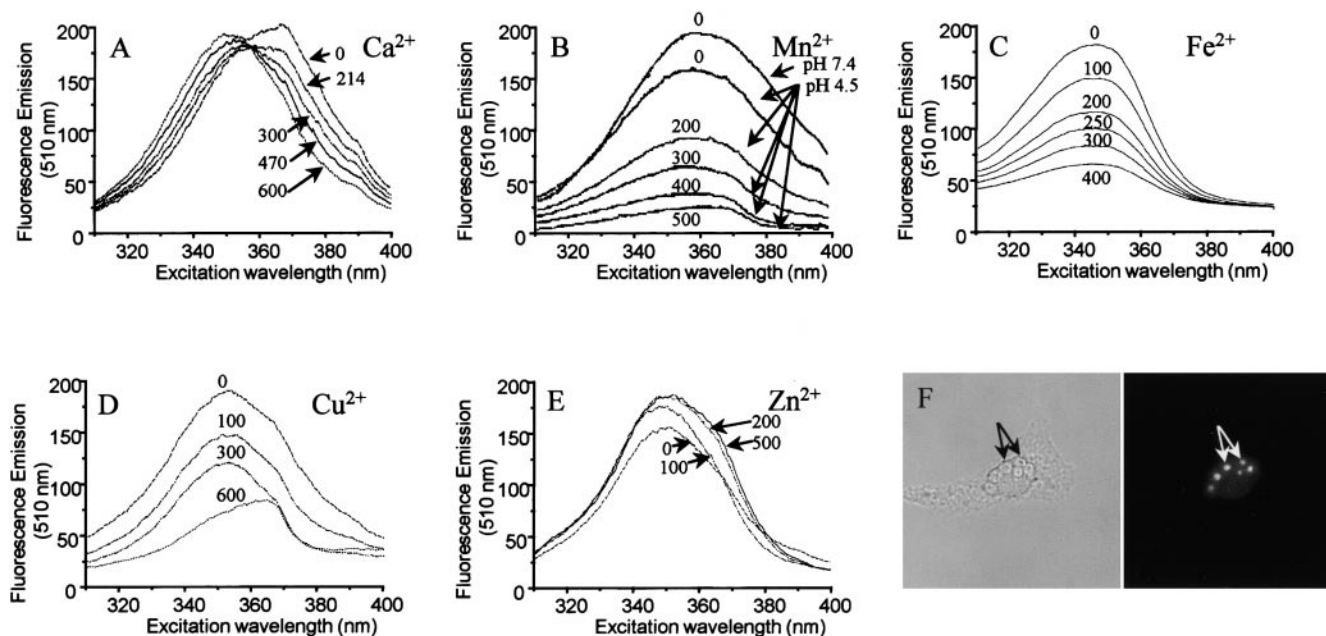 A
Ca2+
200
150
100
50
0
0
214
300
470
600
320 340 360 380 400
Excitation wavelength (nm)
Fluorescence Emission
(510 nm)
B
Mn2+
200
150
100
50
0
0
0
pH 7.4
pH 4.5
200
300
400
500
320 340 360 380 400
Excitation wavelength (nm)
Fluorescence Emission
(510 nm)
C
Fe2+
200
150
100
50
0
0
100
200
250
300
400
320 340 360 380 400
Excitation wavelength (nm)
Fluorescence Emission
(510 nm)
D
Cu2+
200
150
100
50
0
0
100
300
600
320 340 360 380 400
Excitation wavelength (nm)
Fluorescence Emission
(510 nm)
E
Zn2+
200
150
100
50
0
200
500
0
100
320 340 360 380 400
Excitation wavelength (nm)
Fluorescence Emission
(510 nm)
F